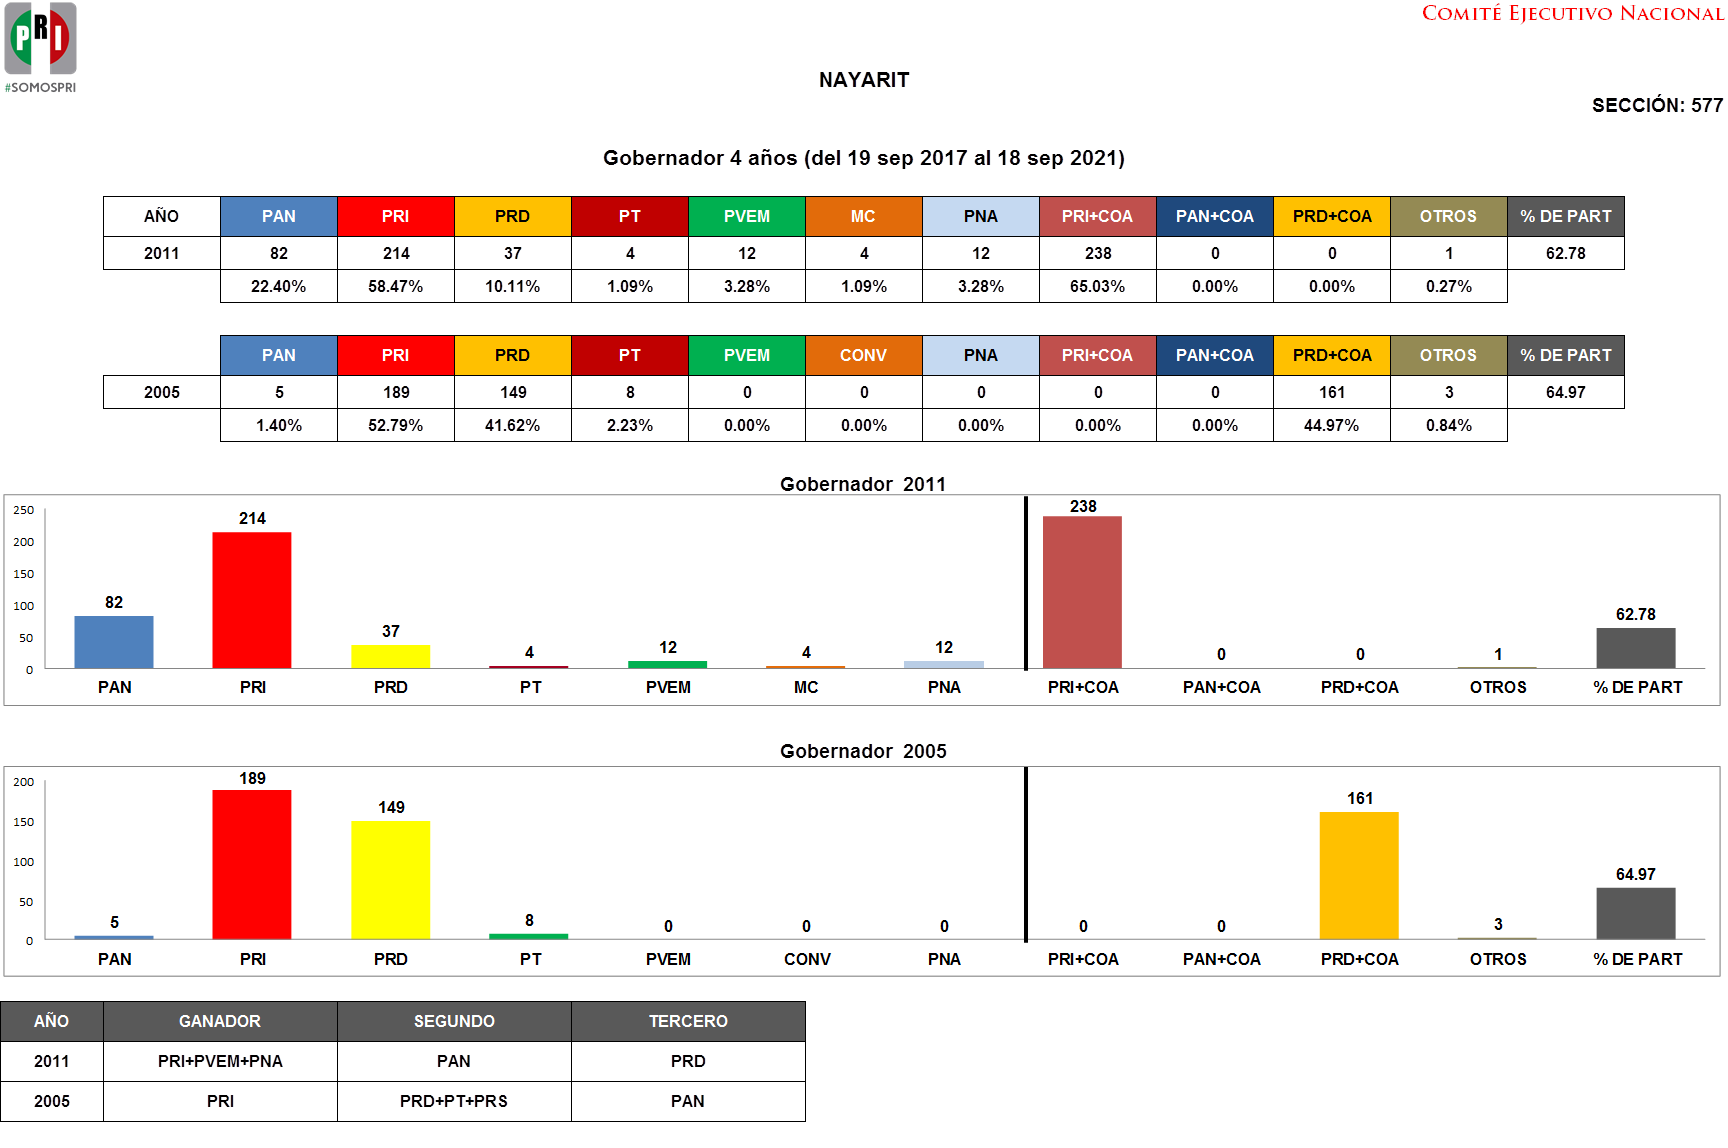 PRI
#SOMOSPRI
COMITÉ EJECUTIVO NACIONAL
NAYARIT
SECCIÓN: 577
Gobernador 4 años (del 19 sep 2017 al 18 sep 2021)
AÑO PAN PRI PRD PT PVEM MC PNA PRI+COA PAN+COA PRD+COA OTROS % DE PART
2011 82 214 37 4 12 4 12 238 0 0 1 62.78
22.40% 58.47% 10.11% 1.09% 3.28% 1.09% 3.28% 65.03% 0.00% 0.00% 0.27%
PAN PRI PRD PT PVEM CONV PNA PRI+COA PAN+COA PRD+COA OTROS % DE PART
2005 5 189 149 8 0 0 0 0 0 161 3 64.97
1.40% 52.79% 41.62% 2.23% 0.00% 0.00% 0.00% 0.00% 0.00% 44.97% 0.84%
Gobernador 2011
250
200
150
100
50
0
82 214 37 4 12 4 12 238 0 0 1 62.78
PAN PRI PRD PT PVEM MC PNA PRI+COA PAN+COA PRD+COA OTROS % DE PART
Gobernador 2005
200
150
100
50
0
5 189 149 8 0 0 0 0 0 161 3 64.97
PAN PRI PRD PT PVEM CONV PNA PRI+COA PAN+COA PRD+COA OTROS % DE PART
AÑO GANADOR SEGUNDO TERCERO
2011 PRI+PVEM+PNA PAN PRD
2005 PRI PRD+PT+PRS PAN